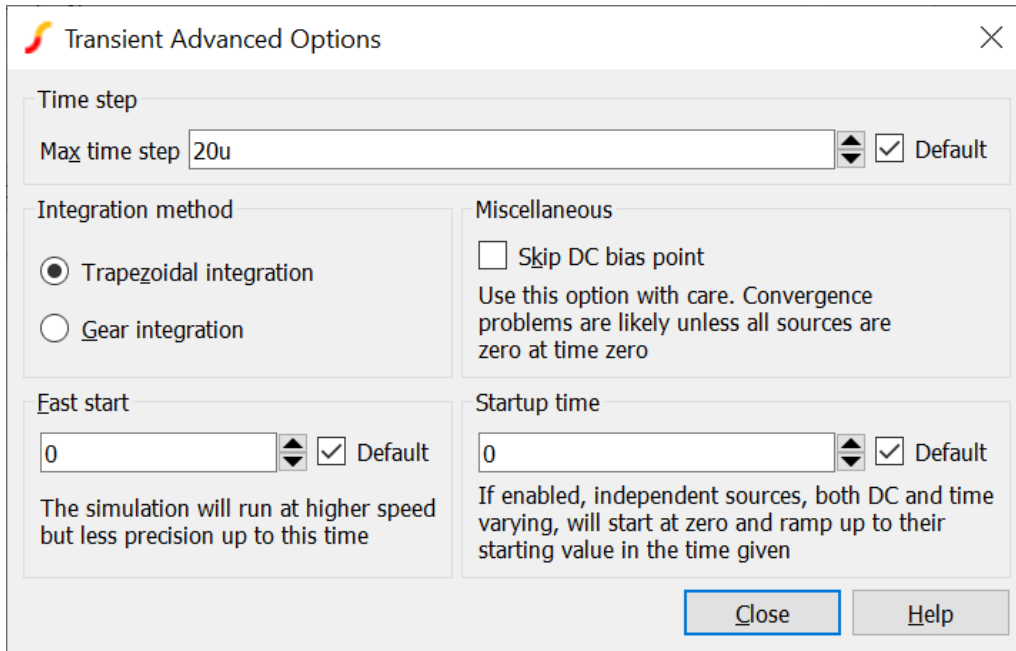 Transient Advanced Options
Time step
Max time step 20u Default
Integration method
Trapezoidal integration
Gear integration
Miscellaneous
Skip DC bias point
Use this option with care. Convergence
problems are likely unless all sources are
zero at time zero
Fast start
0 Default
The simulation will run at higher speed
but less precision up to this time
Startup time
0 Default
If enabled, independent sources, both DC and time
varying, will start at zero and ramp up to their
starting value in the time given
Close Help